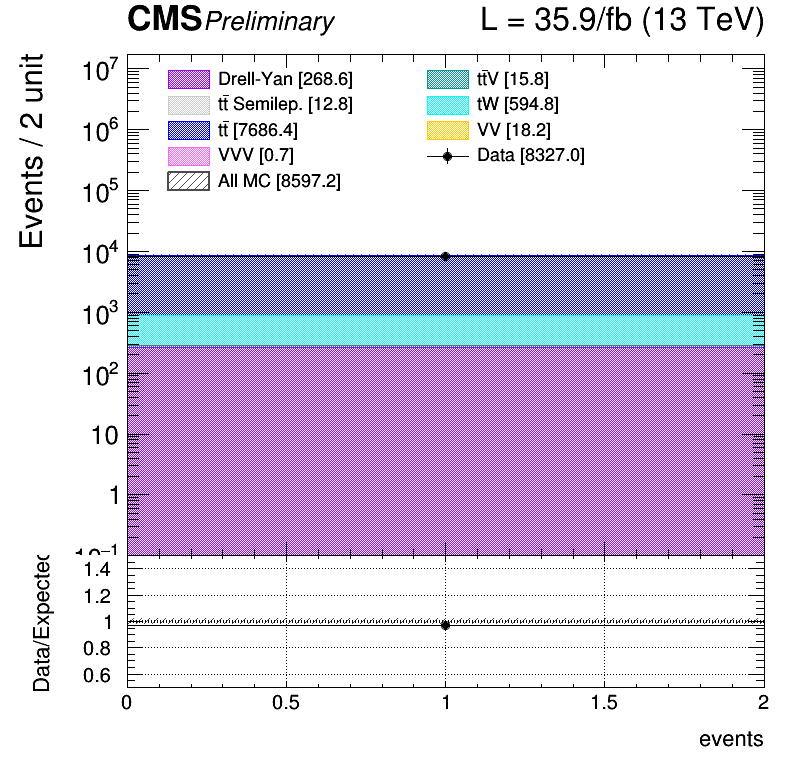 CMS Preliminary L = 35.9/fb (13 TeV)
Events / 2 unit
10⁷
10⁶
10⁵
10⁴
10³
10²
10
1
10⁻¹
Drell-Yan [268.6]
tt̄ Semilep. [12.8]
tt̄ [7686.4]
VVV [0.7]
All MC [8597.2]
tt̄V [15.8]
tW [594.8]
VV [18.2]
Data [8327.0]
Data/Expected
1.4
1.2
1
0.8
0.6
0 0.5 1 1.5 2
events